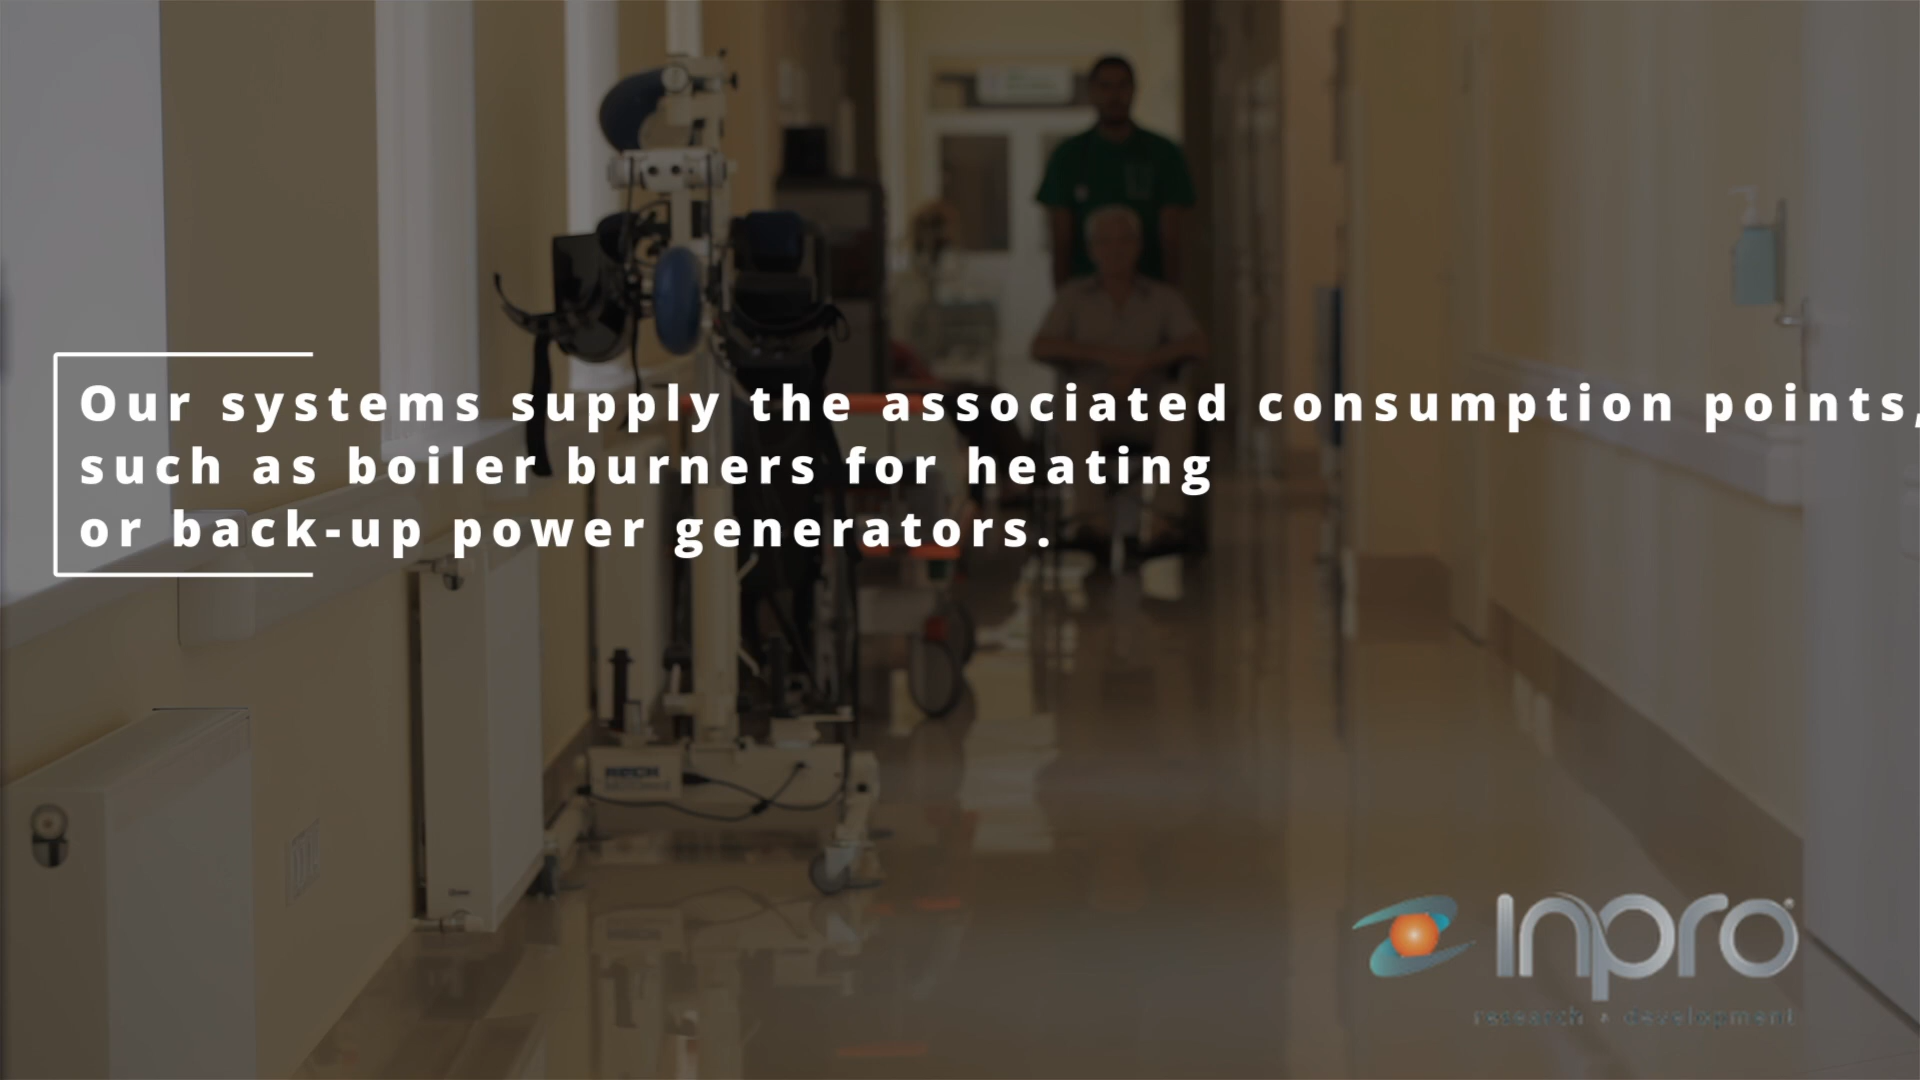 Our systems supply the associated consumption points,
such as boiler burners for heating
or back-up power generators.
RECK
inpro
research + development